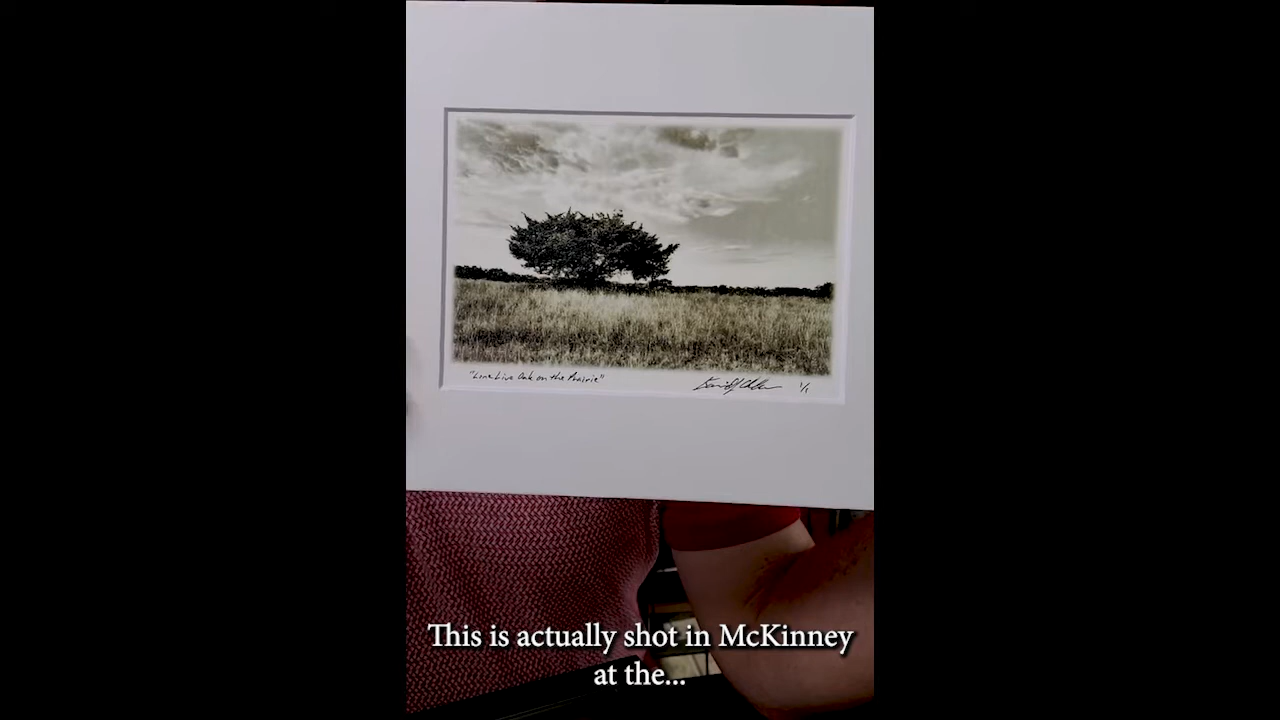 "Lone Live Oak on the Prairie"
1/1
This is actually shot in McKinney
at the...